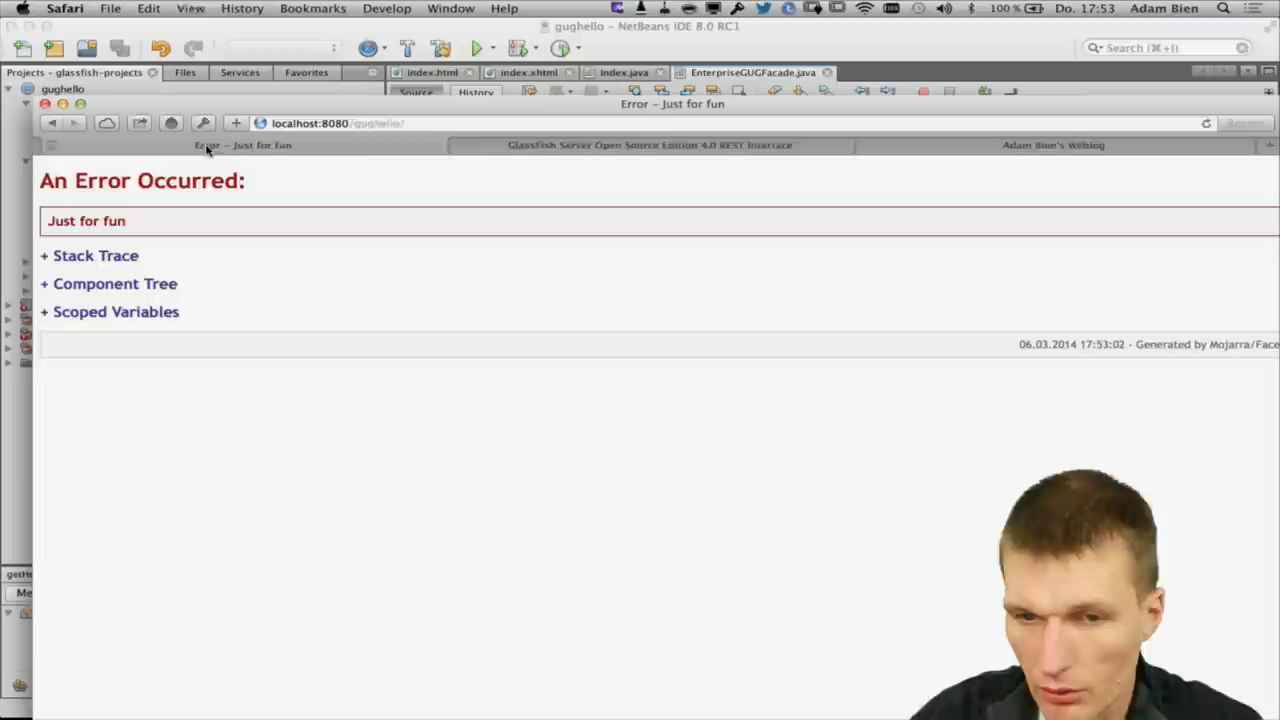 Safari File Edit View History Bookmarks Develop Window Help 100 % Do. 17:53 Adam Bien
gughello – NetBeans IDE 8.0 RC1
Search (⌘+I)
Projects – glassfish-projects Files Services Favorites index.html index.xhtml Index.java EnterpriseGUGFacade.java
gughello Source History
Error – Just for fun
localhost:8080/gughello/
Error – Just for fun GlassFish Server Open Source Edition 4.0 REST Interface Adam Bien's Weblog
An Error Occurred:
Just for fun
+ Stack Trace
+ Component Tree
+ Scoped Variables
06.03.2014 17:53:02 - Generated by Mojarra/Face
getHe
Me